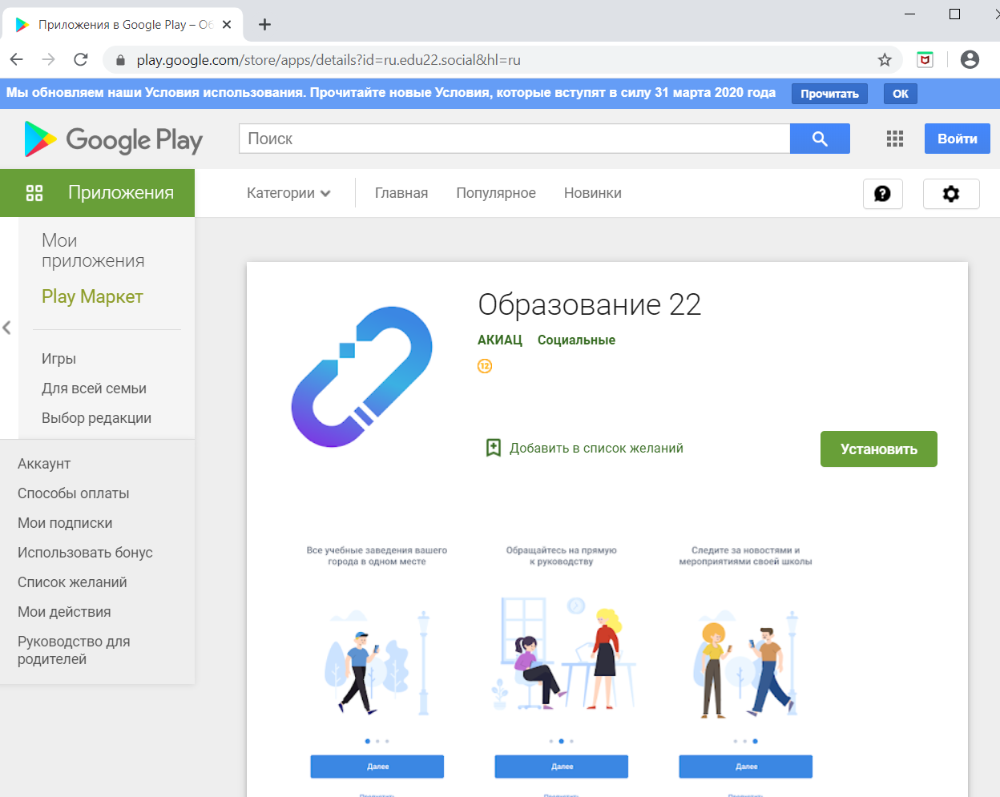 Приложения в Google Play – Об
play.google.com/store/apps/details?id=ru.edu22.social&hl=ru
Мы обновляем наши Условия использования. Прочитайте новые Условия, которые вступят в силу 31 марта 2020 года Прочитать ОК
Google Play
Поиск
Войти
Приложения
Категории Главная Популярное Новинки
Мои
приложения
Play Маркет
Игры
Для всей семьи
Выбор редакции
Аккаунт
Способы оплаты
Мои подписки
Использовать бонус
Список желаний
Мои действия
Руководство для
родителей
Образование 22
АКИАЦ Социальные
12
Добавить в список желаний
Установить
Все учебные заведения вашего
города в одном месте
Далее
Пропустить
Обращайтесь на прямую
к руководству
Далее
Пропустить
Следите за новостями и
мероприятиями своей школы
Далее
Пропустить